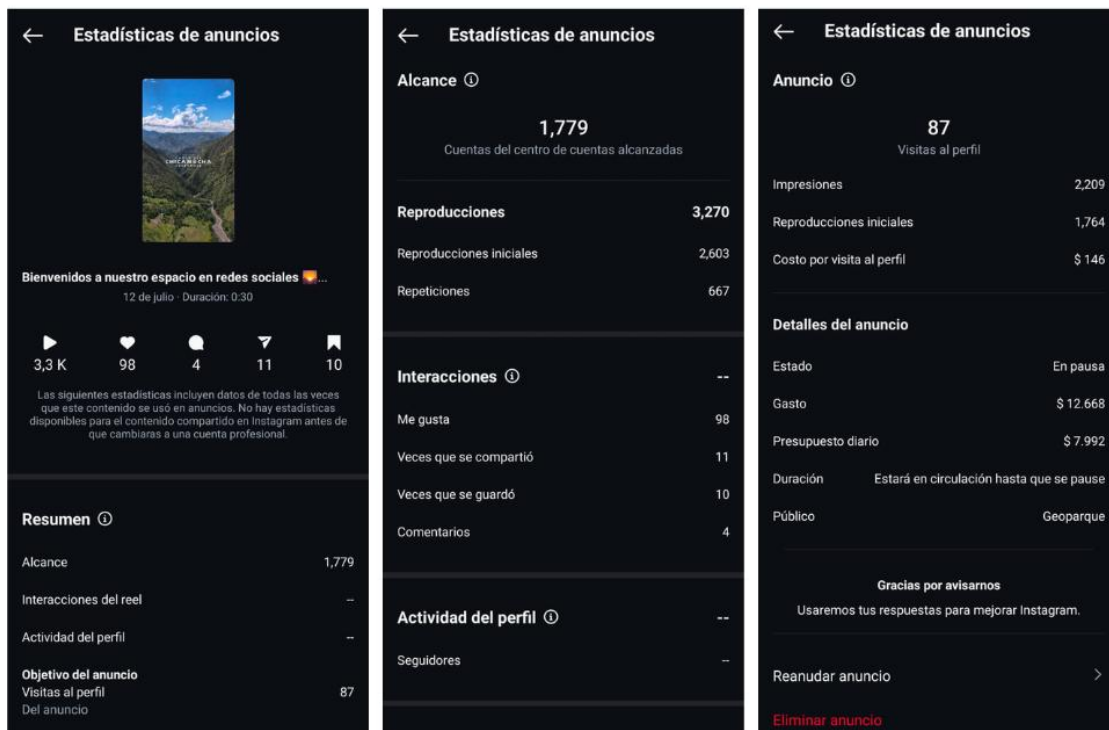 Estadísticas de anuncios
CHICAMOCHA
Bienvenidos a nuestro espacio en redes sociales 🌄...
12 de julio · Duración: 0:30
3,3 K 98 4 11 10
Las siguientes estadísticas incluyen datos de todas las veces
que este contenido se usó en anuncios. No hay estadísticas
disponibles para el contenido compartido en Instagram antes de
que cambiaras a una cuenta profesional.
Resumen
Alcance 1,779
Interacciones del reel --
Actividad del perfil --
Objetivo del anuncio
Visitas al perfil 87
Del anuncio
Estadísticas de anuncios
Alcance
1,779
Cuentas del centro de cuentas alcanzadas
Reproducciones 3,270
Reproducciones iniciales 2,603
Repeticiones 667
Interacciones --
Me gusta 98
Veces que se compartió 11
Veces que se guardó 10
Comentarios 4
Actividad del perfil --
Seguidores --
Estadísticas de anuncios
Anuncio
87
Visitas al perfil
Impresiones 2,209
Reproducciones iniciales 1,764
Costo por visita al perfil $ 146
Detalles del anuncio
Estado En pausa
Gasto $ 12.668
Presupuesto diario $ 7.992
Duración Estará en circulación hasta que se pause
Público Geoparque
Gracias por avisarnos
Usaremos tus respuestas para mejorar Instagram.
Reanudar anuncio
Eliminar anuncio